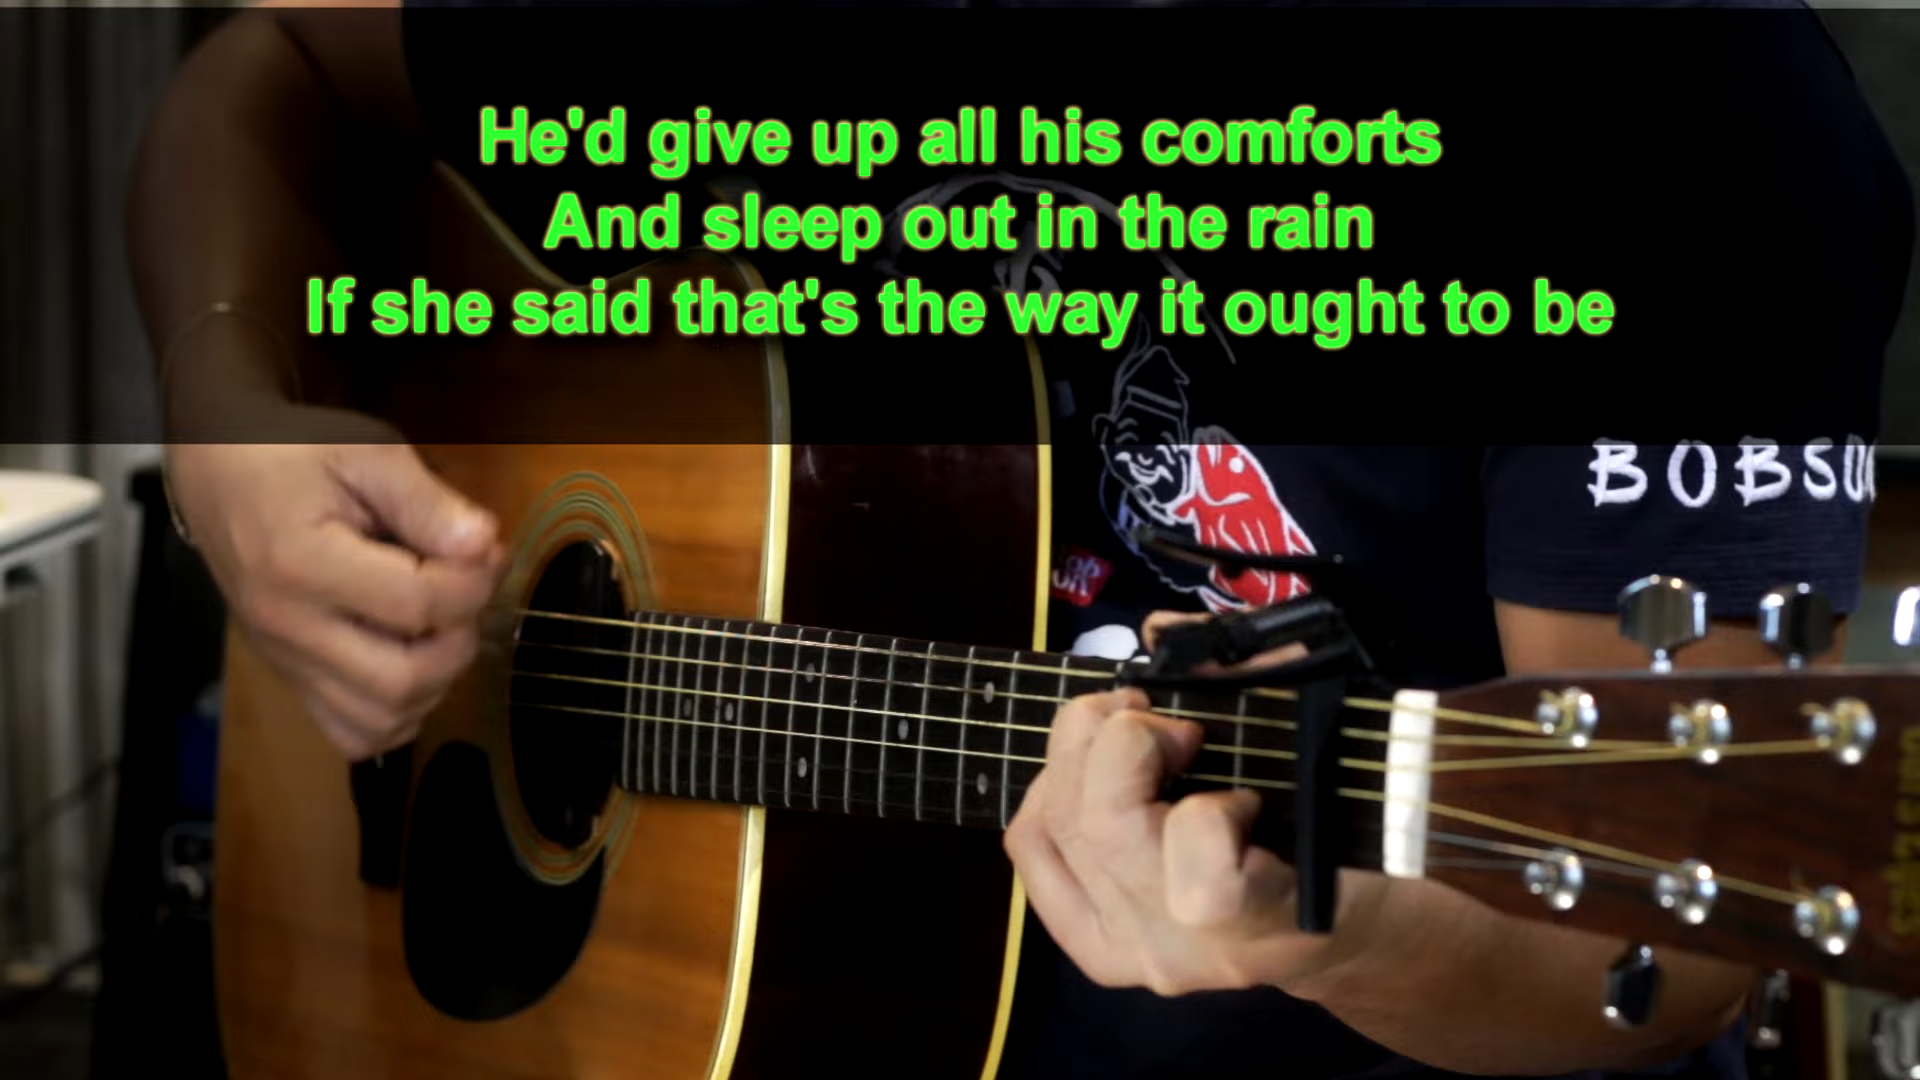 He'd give up all his comforts
And sleep out in the rain
If she said that's the way it ought to be
BOBSON